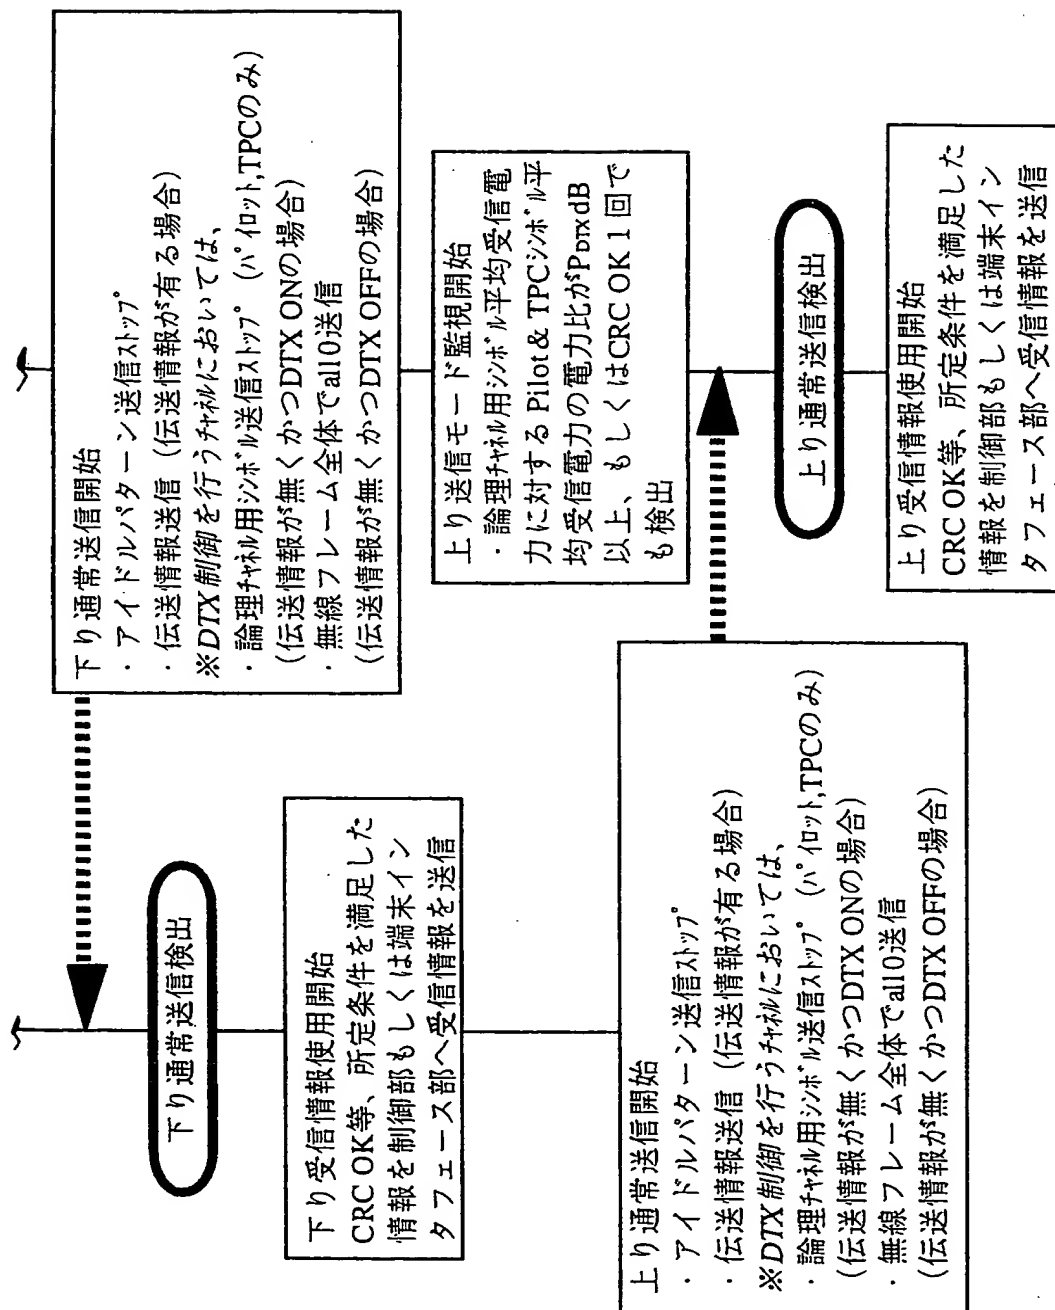 下り通常送信開始
・アイドルパターン送信ストップ
・伝送情報送信（伝送情報が有る場合）
※DTX制御を行うチャネルにおいては、
・論理チャネル用シンボル送信ストップ（パイロット,TPCのみ）
（伝送情報が無くかつDTX ONの場合）
・無線フレーム全体でall0送信
（伝送情報が無くかつDTX OFFの場合）
上り送信モード監視開始
・論理チャネル用シンボル平均受信電
力に対するPilot & TPCシンボル平
均受信電力の電力比がPDTXdB
以上、もしくはCRC OK 1回で
も検出
上り通常送信検出
上り受信情報使用開始
CRC OK等、所定条件を満足した
情報を制御部もしくは端末イン
タフェース部へ受信情報を送信
下り通常送信検出
下り受信情報使用開始
CRC OK等、所定条件を満足した
情報を制御部もしくは端末イン
タフェース部へ受信情報を送信
上り通常送信開始
・アイドルパターン送信ストップ
・伝送情報送信（伝送情報が有る場合）
※DTX制御を行うチャネルにおいては、
・論理チャネル用シンボル送信ストップ（パイロット,TPCのみ）
（伝送情報が無くかつDTX ONの場合）
・無線フレーム全体でall0送信
（伝送情報が無くかつDTX OFFの場合）